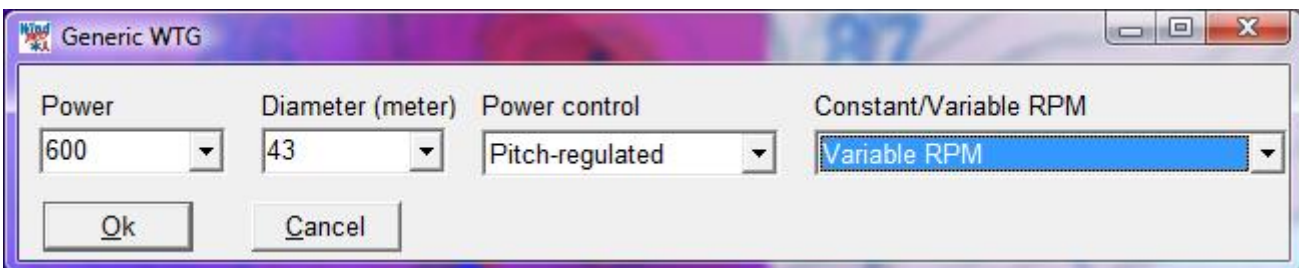 Generic WTG
Power Diameter (meter) Power control Constant/Variable RPM
600 43 Pitch-regulated Variable RPM
Ok Cancel